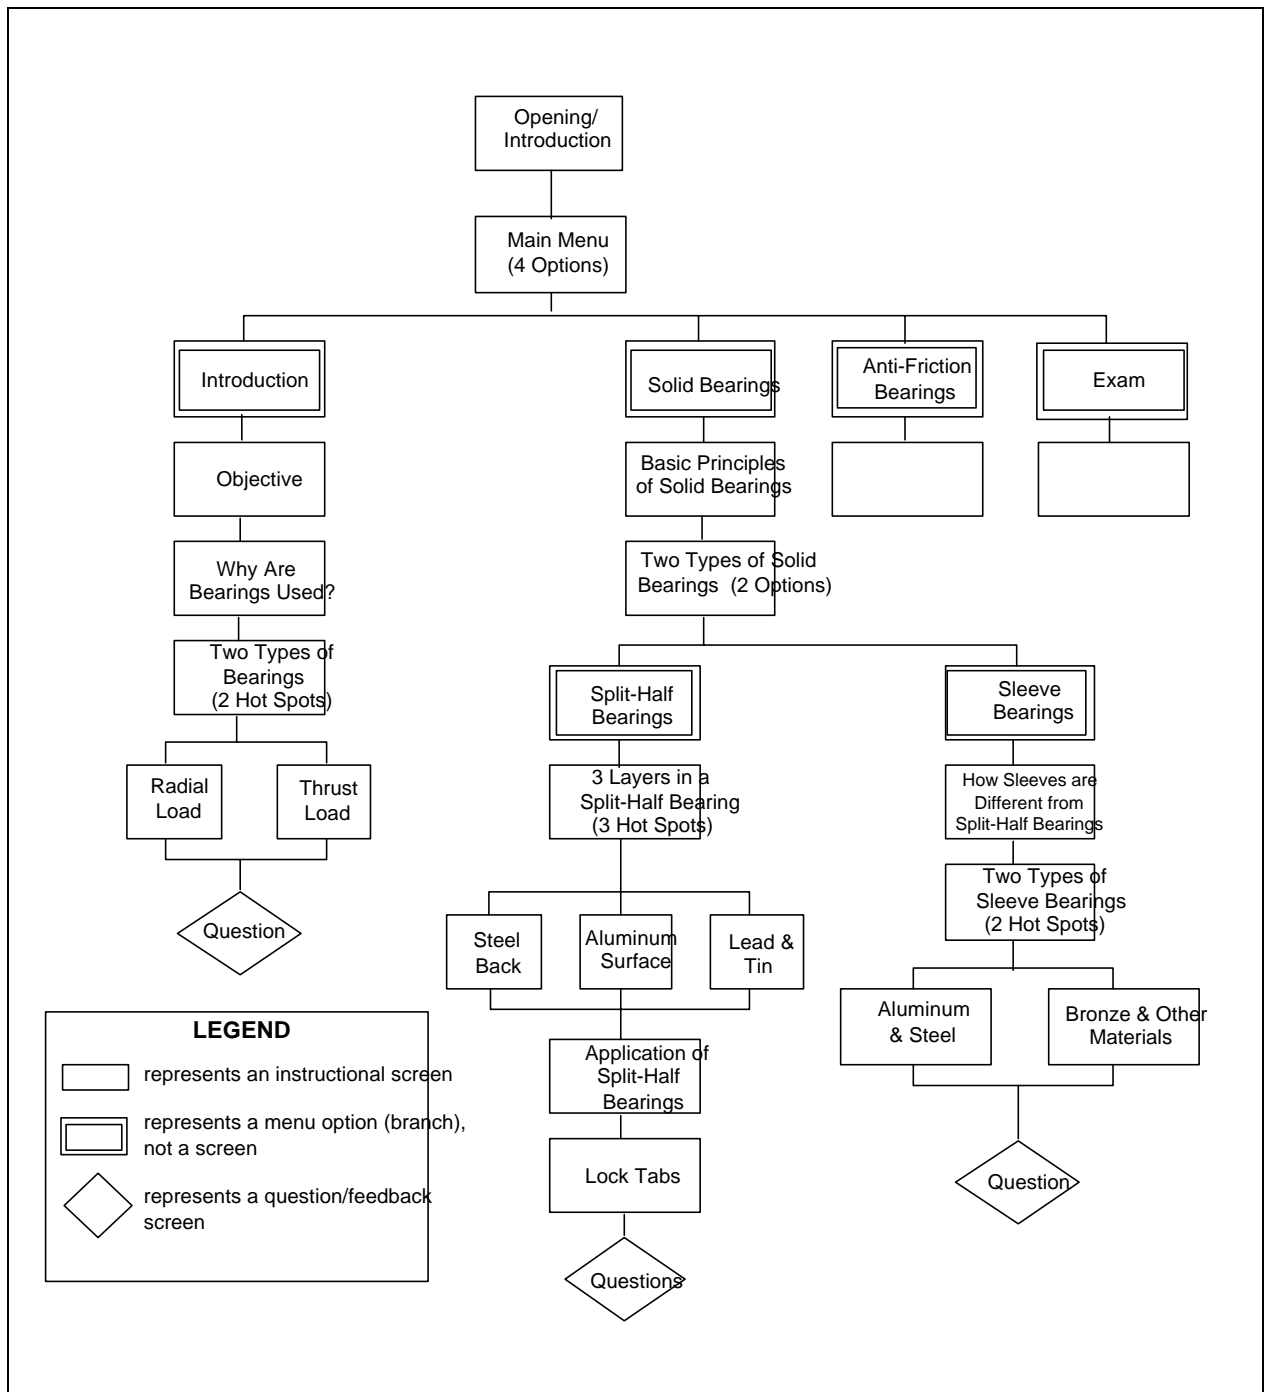 Opening/
Introduction
Main Menu
(4 Options)
Introduction
Solid Bearings
Anti-Friction
Bearings
Exam
Objective
Basic Principles
of Solid Bearings
Why Are
Bearings Used?
Two Types of Solid
Bearings (2 Options)
Two Types of
Bearings
(2 Hot Spots)
Split-Half
Bearings
Sleeve
Bearings
Radial
Load
Thrust
Load
3 Layers in a
Split-Half Bearing
(3 Hot Spots)
How Sleeves are
Different from
Split-Half Bearings
Two Types of
Sleeve Bearings
(2 Hot Spots)
Question
Steel
Back
Aluminum
Surface
Lead &
Tin
Aluminum
& Steel
Bronze & Other
Materials
Application of
Split-Half
Bearings
Lock Tabs
Question
Questions
LEGEND
represents an instructional screen
represents a menu option (branch),
not a screen
represents a question/feedback
screen